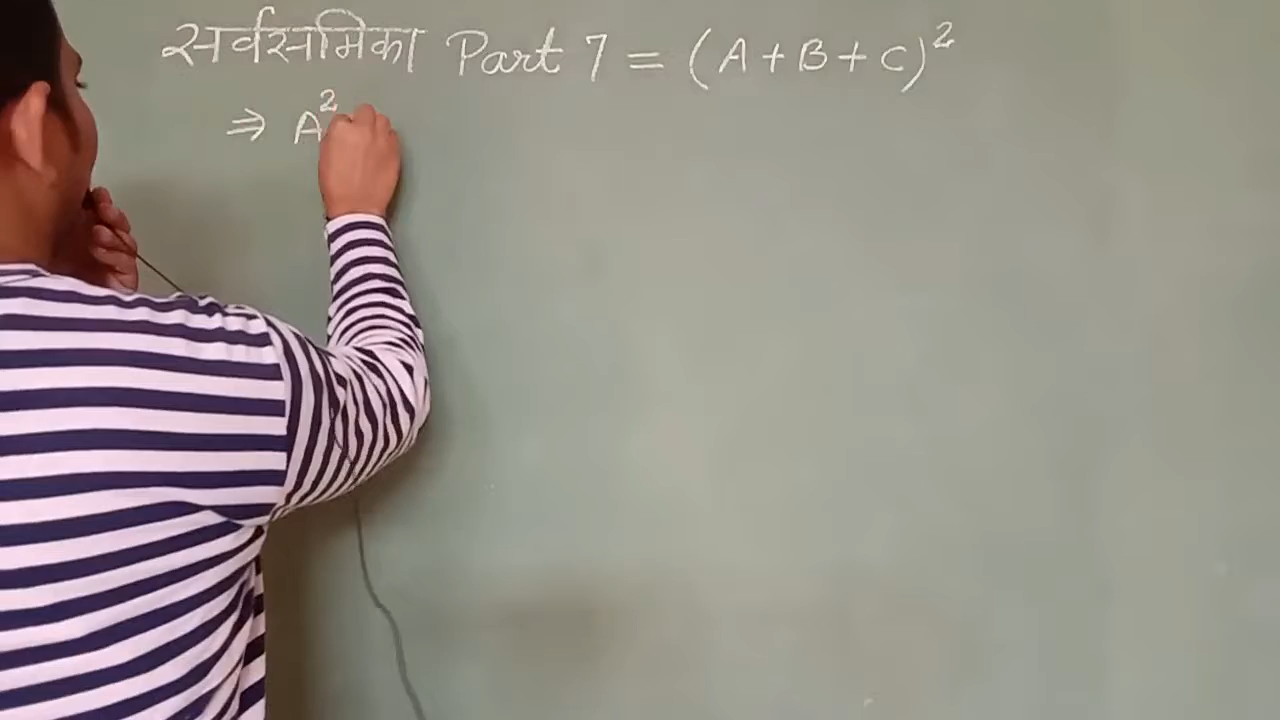 सर्वसमिका Part 7 = (A+B+C)²
⇒ A²